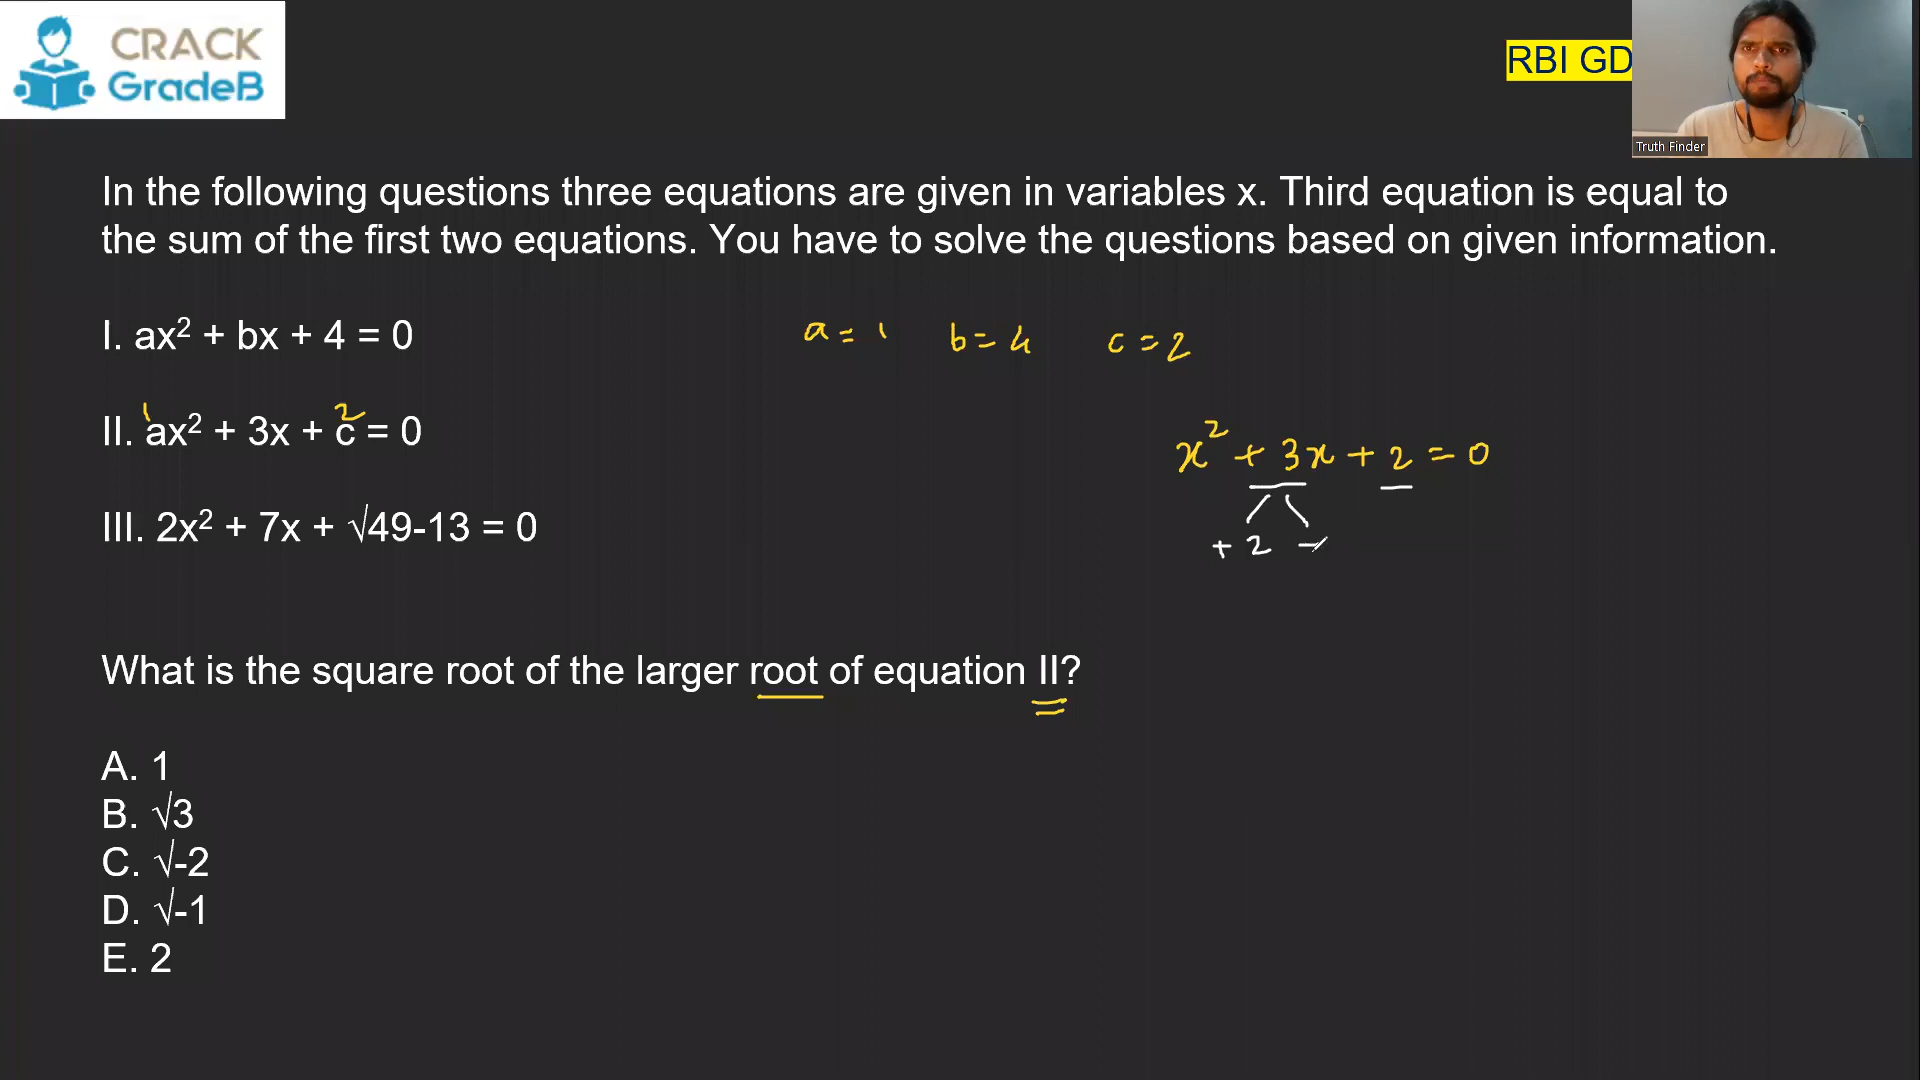 CRACK
GradeB
RBI GD
Truth Finder
In the following questions three equations are given in variables x. Third equation is equal to
the sum of the first two equations. You have to solve the questions based on given information.
I. ax² + bx + 4 = 0
a = 1 b = 4 c = 2
1 2
II. ax² + 3x + c = 0
x² + 3x + 2 = 0
III. 2x² + 7x + √49-13 = 0
+ 2 +
What is the square root of the larger root of equation II?
A. 1
B. √3
C. √-2
D. √-1
E. 2